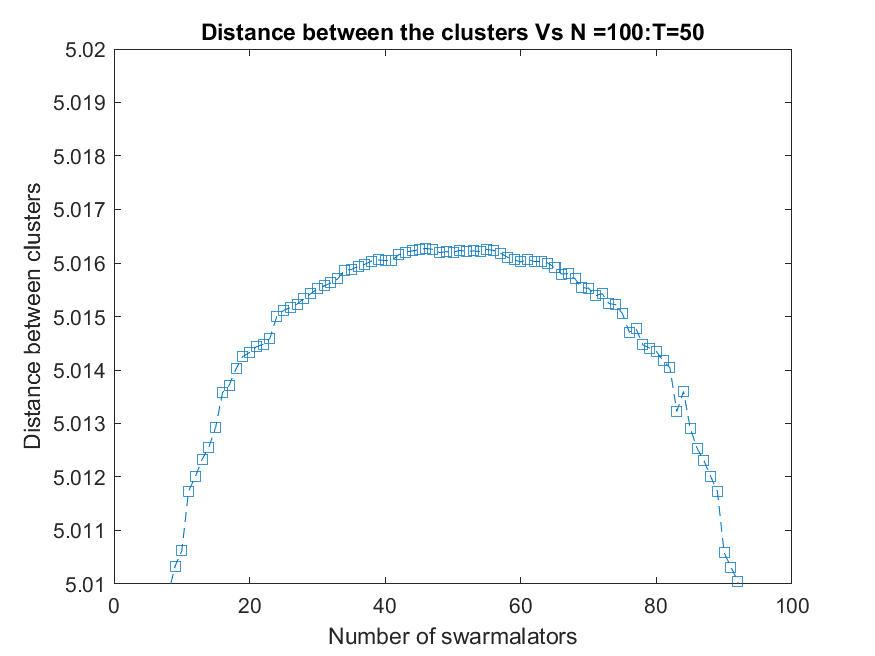 Distance between the clusters Vs N =100:T=50
5.02
5.019
5.018
5.017
5.016
5.015
5.014
5.013
5.012
5.011
5.01
Distance between clusters
0 20 40 60 80 100
Number of swarmalators